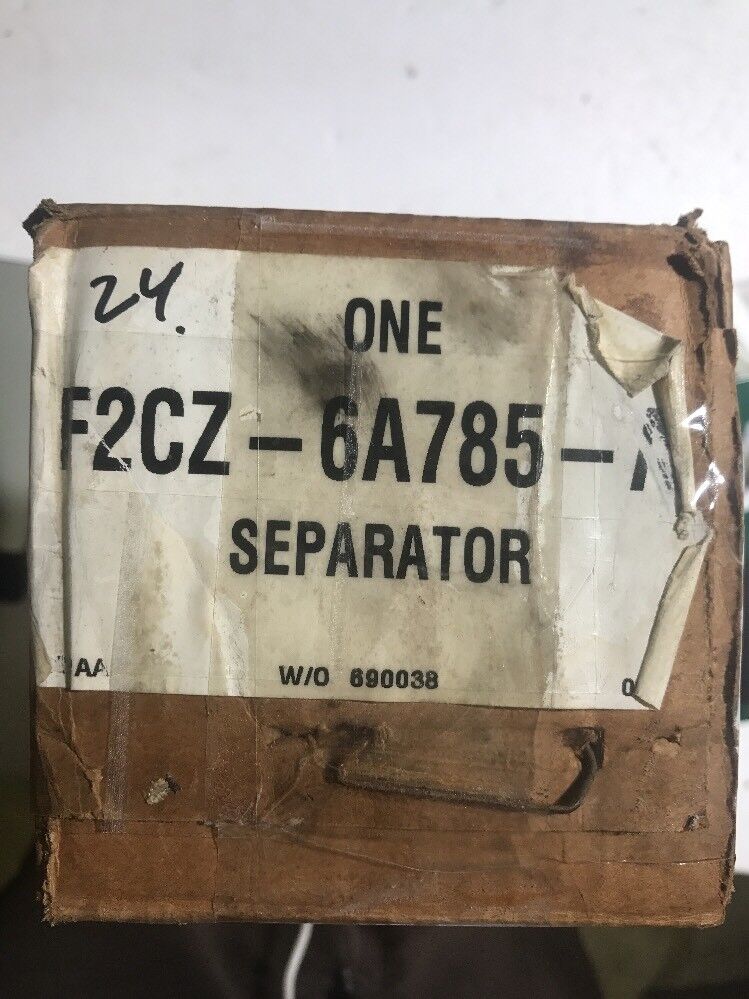 24.
ONE
F2CZ-6A785-
SEPARATOR
AA
W/O 690038